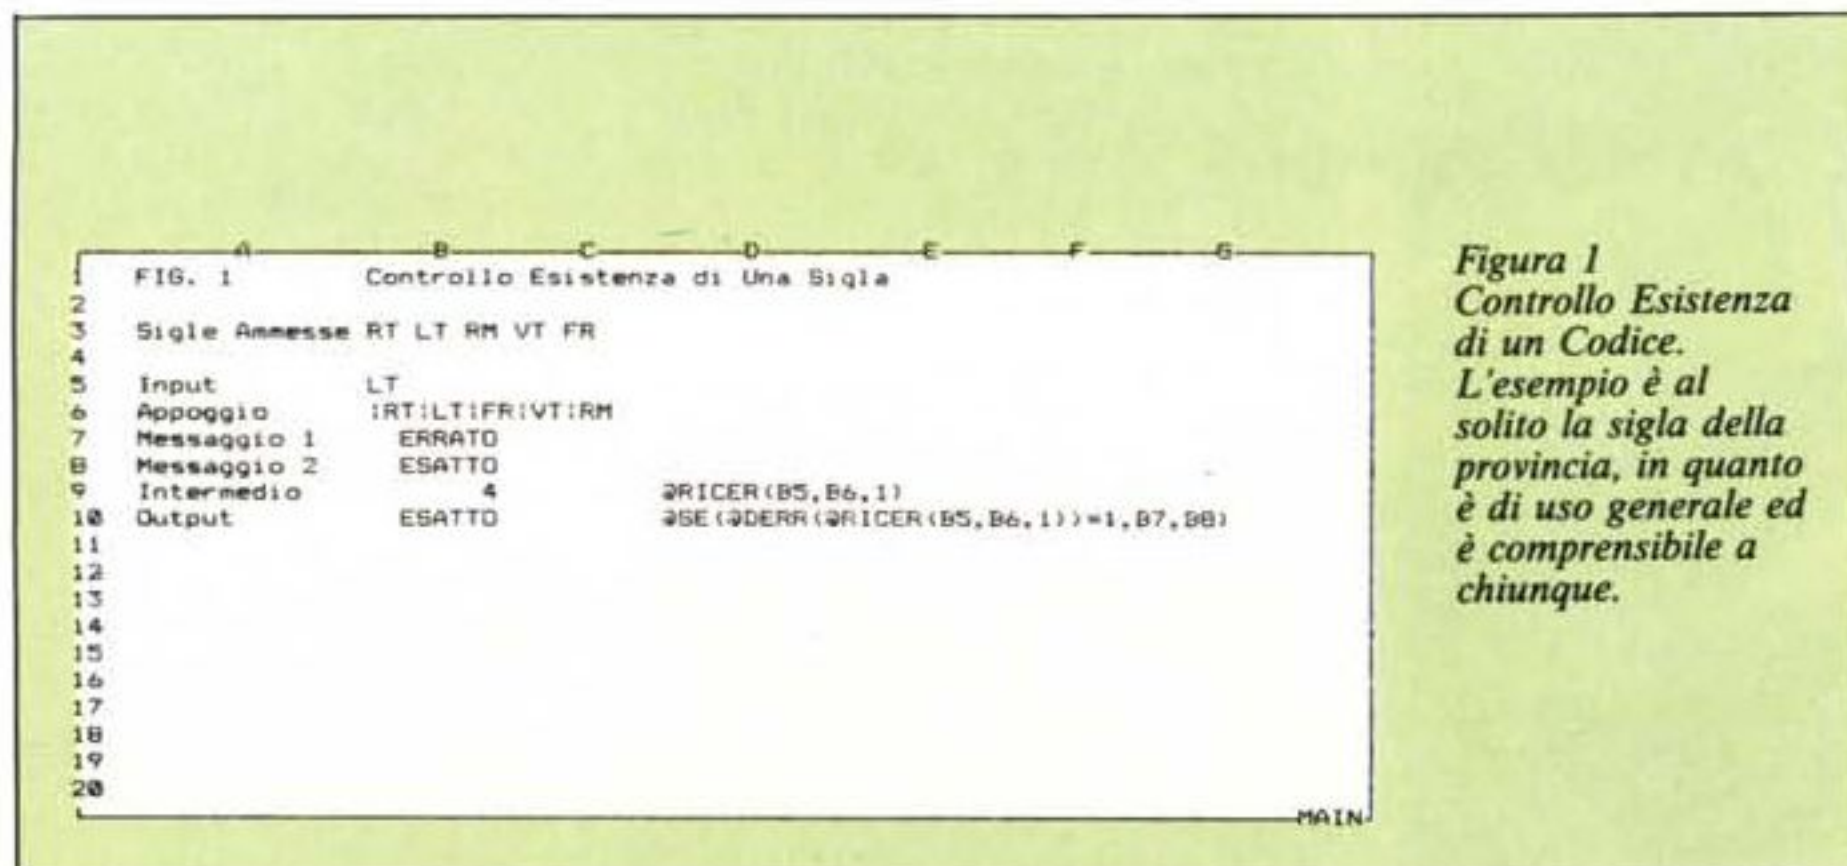 A B C D E F G
1 FIG. 1 Controllo Esistenza di Una Sigla
2
3 Sigle Ammesse RT LT RM VT FR
4
5 Input LT
6 Appoggio :RT:LT:FR:VT:RM
7 Messaggio 1 ERRATO
8 Messaggio 2 ESATTO
9 Intermedio 4 @RICER(B5,B6,1)
10 Output ESATTO @SE(@DERR(@RICER(B5,B6,1))=1,B7,B8)
11
12
13
14
15
16
17
18
19
20
MAIN
Figura 1
Controllo Esistenza
di un Codice.
L'esempio è al
solito la sigla della
provincia, in quanto
è di uso generale ed
è comprensibile a
chiunque.